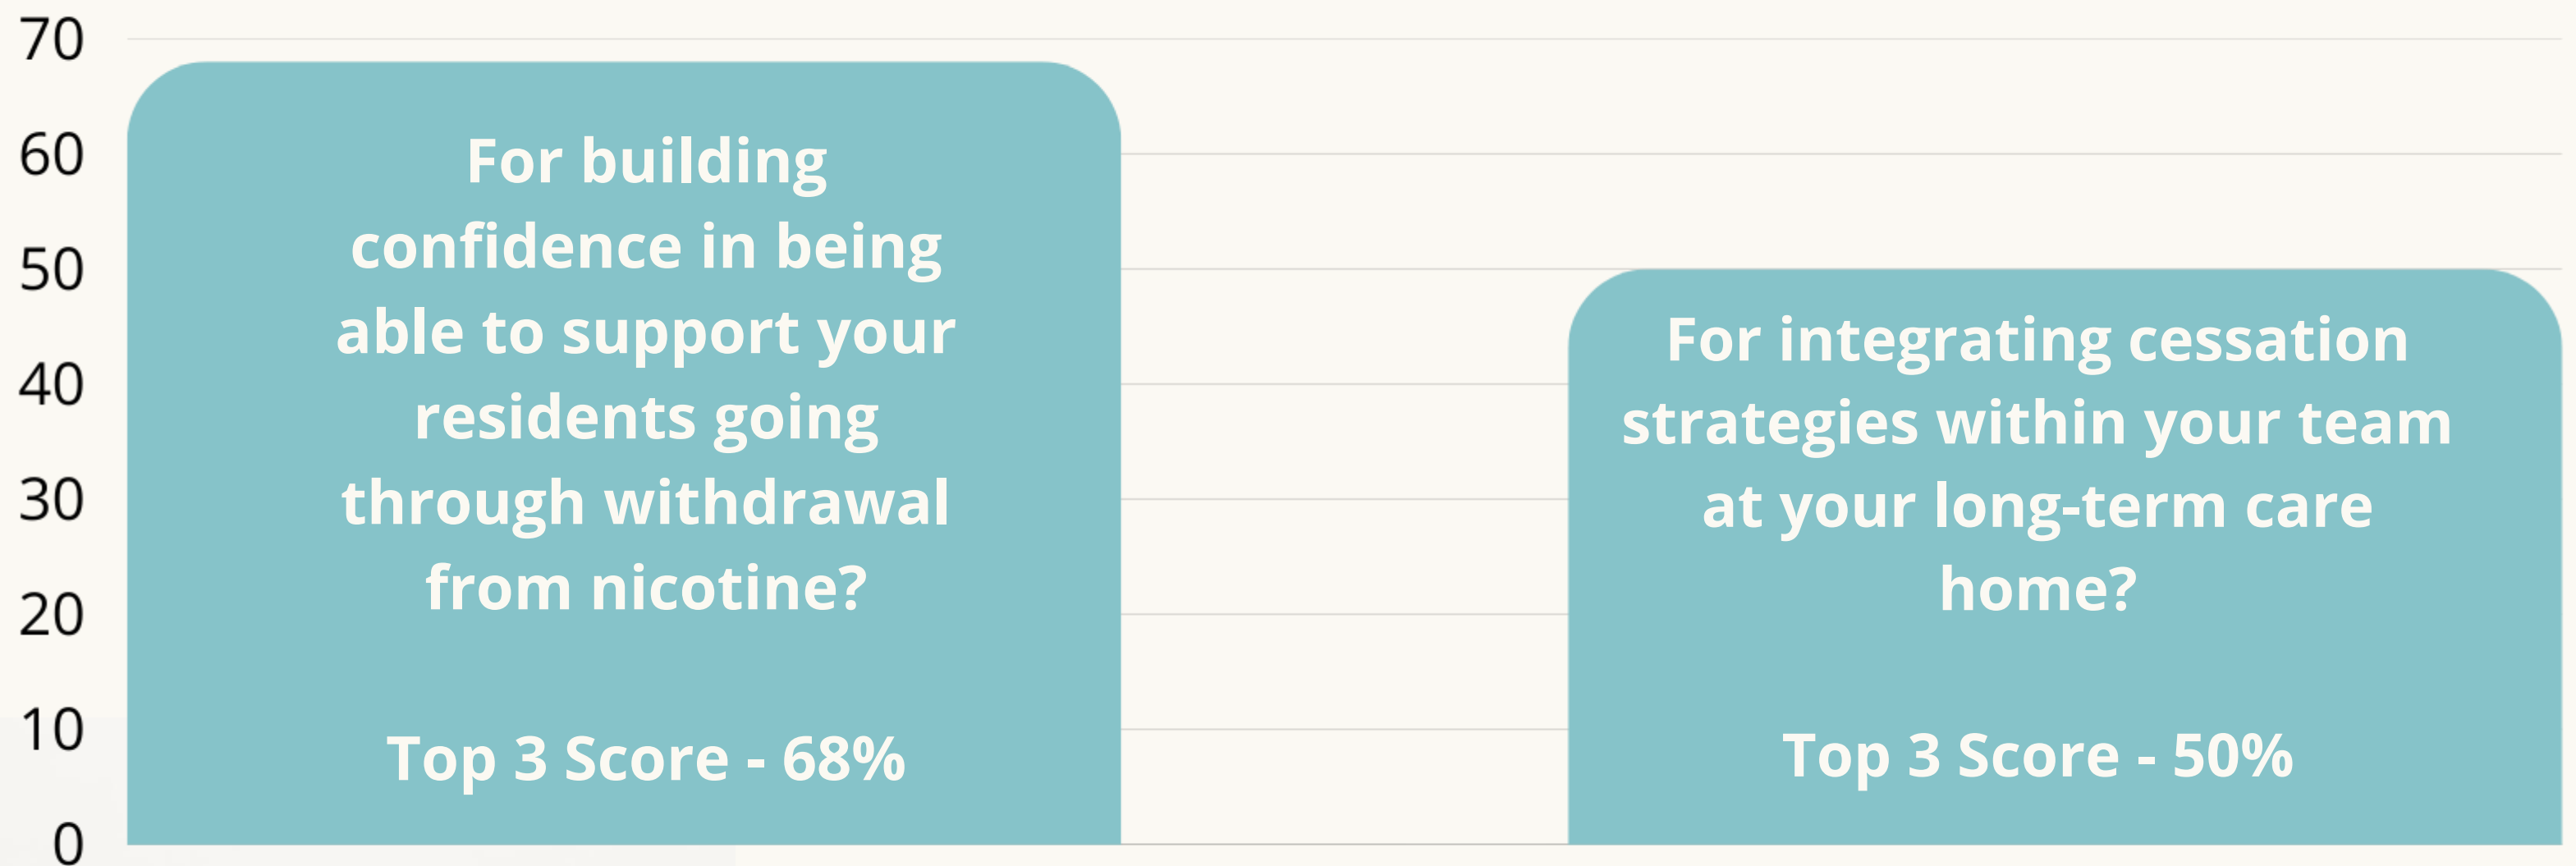 70
60
50
40
30
20
10
0
For building
confidence in being
able to support your
residents going
through withdrawal
from nicotine?
Top 3 Score - 68%
For integrating cessation
strategies within your team
at your long-term care
home?
Top 3 Score - 50%